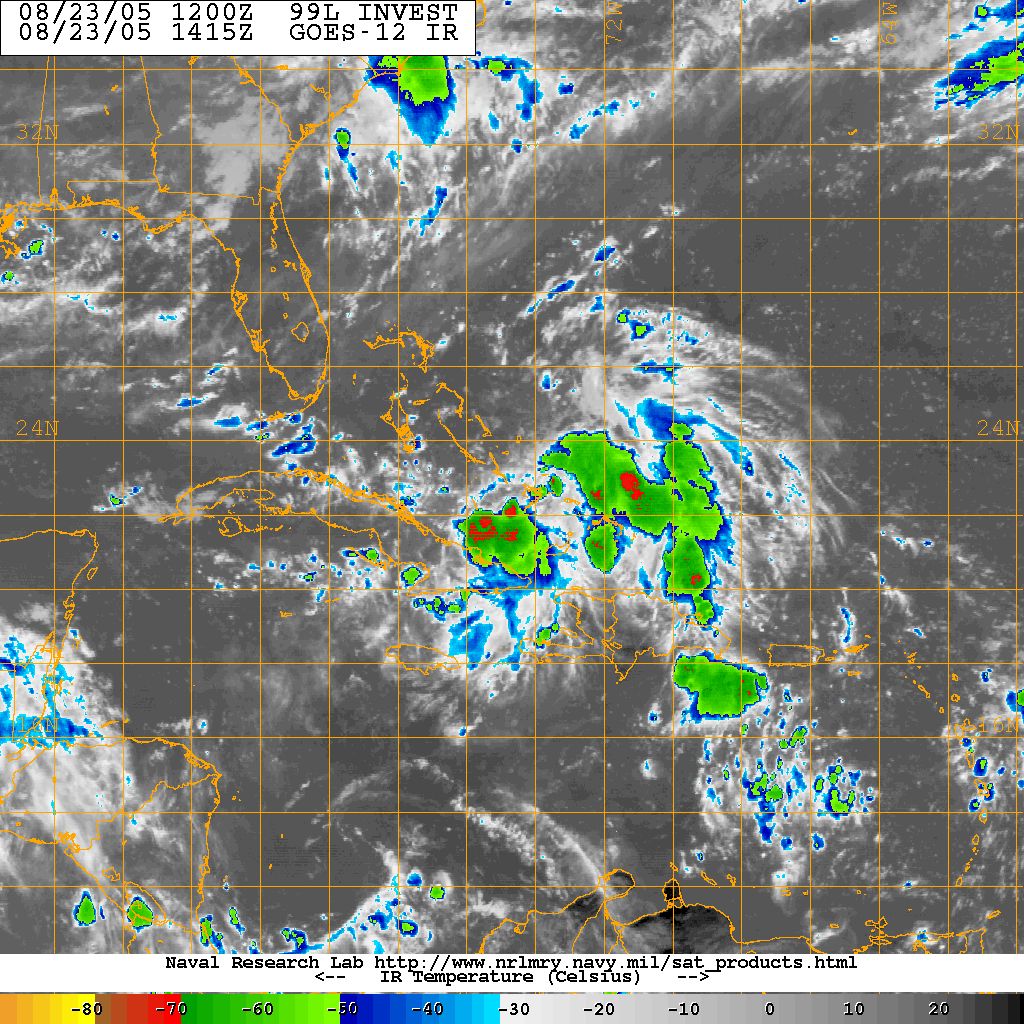 08/23/05 1200Z 99L INVEST
08/23/05 1415Z GOES-12 IR
72W 64W
32N 32N
24N 24N
16N 16N
Naval Research Lab http://www.nrlmry.navy.mil/sat_products.html
<-- IR Temperature (Celsius) -->
-80 -70 -60 -50 -40 -30 -20 -10 0 10 20